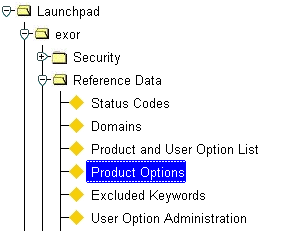 Launchpad
exor
Security
Reference Data
Status Codes
Domains
Product and User Option List
Product Options
Excluded Keywords
User Option Administration